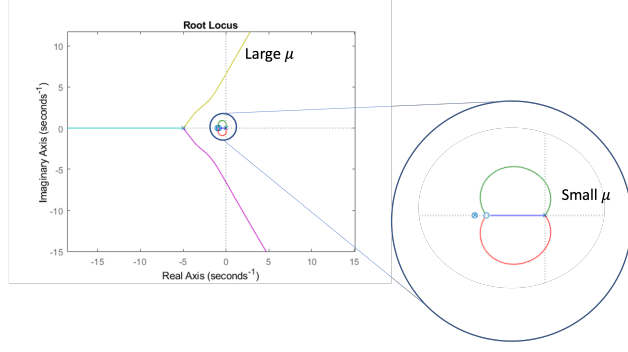 Root Locus
Large μ
Imaginary Axis (seconds⁻¹)
10
5
0
-5
-10
-15
-15
-10
-5
0
5
10
15
Real Axis (seconds⁻¹)
Small μ